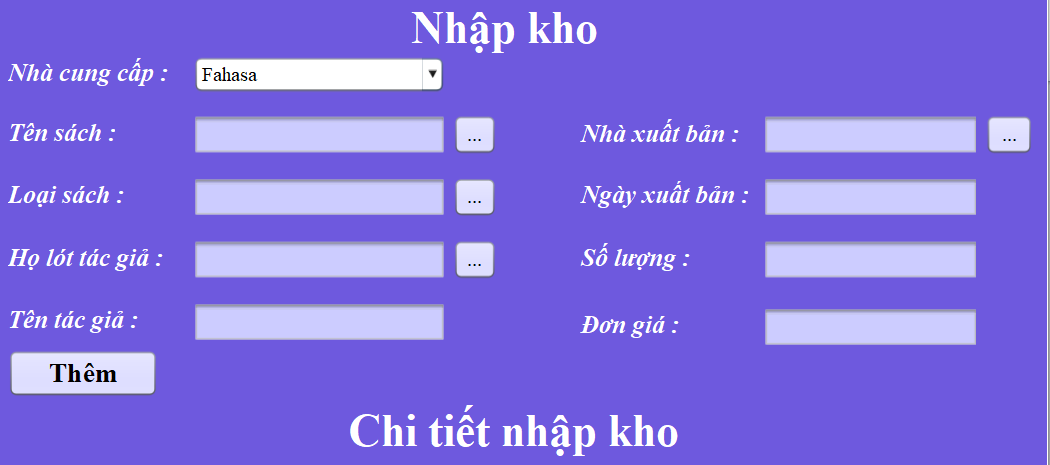 Nhập kho
Nhà cung cấp : Fahasa ▼
Tên sách : ... Nhà xuất bản : ...
Loại sách : ... Ngày xuất bản :
Họ lót tác giả : ... Số lượng :
Tên tác giả : Đơn giá :
Thêm
Chi tiết nhập kho